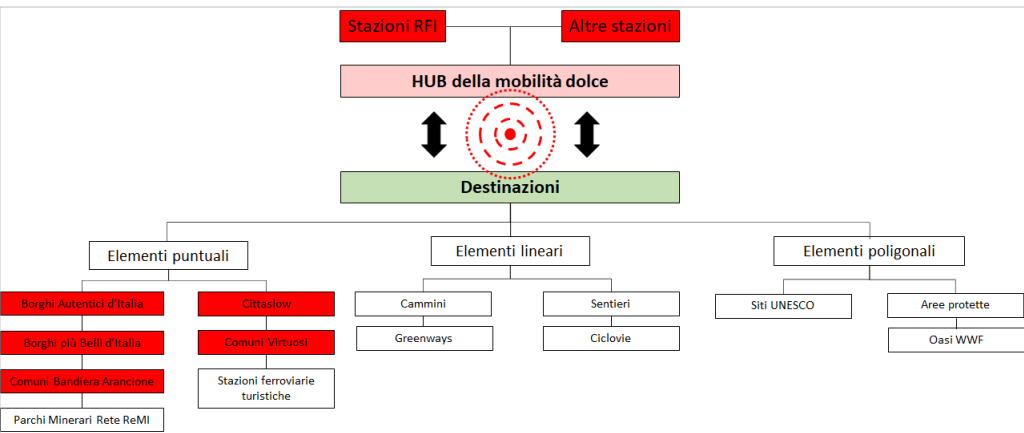 Stazioni RFI
Altre stazioni
HUB della mobilità dolce
Destinazioni
Elementi puntuali
Elementi lineari
Elementi poligonali
Borghi Autentici d'Italia
Cittaslow
Cammini
Sentieri
Siti UNESCO
Aree protette
Borghi più Belli d'Italia
Comuni Virtuosi
Greenways
Ciclovie
Oasi WWF
Comuni Bandiera Arancione
Stazioni ferroviarie
turistiche
Parchi Minerari Rete ReMI